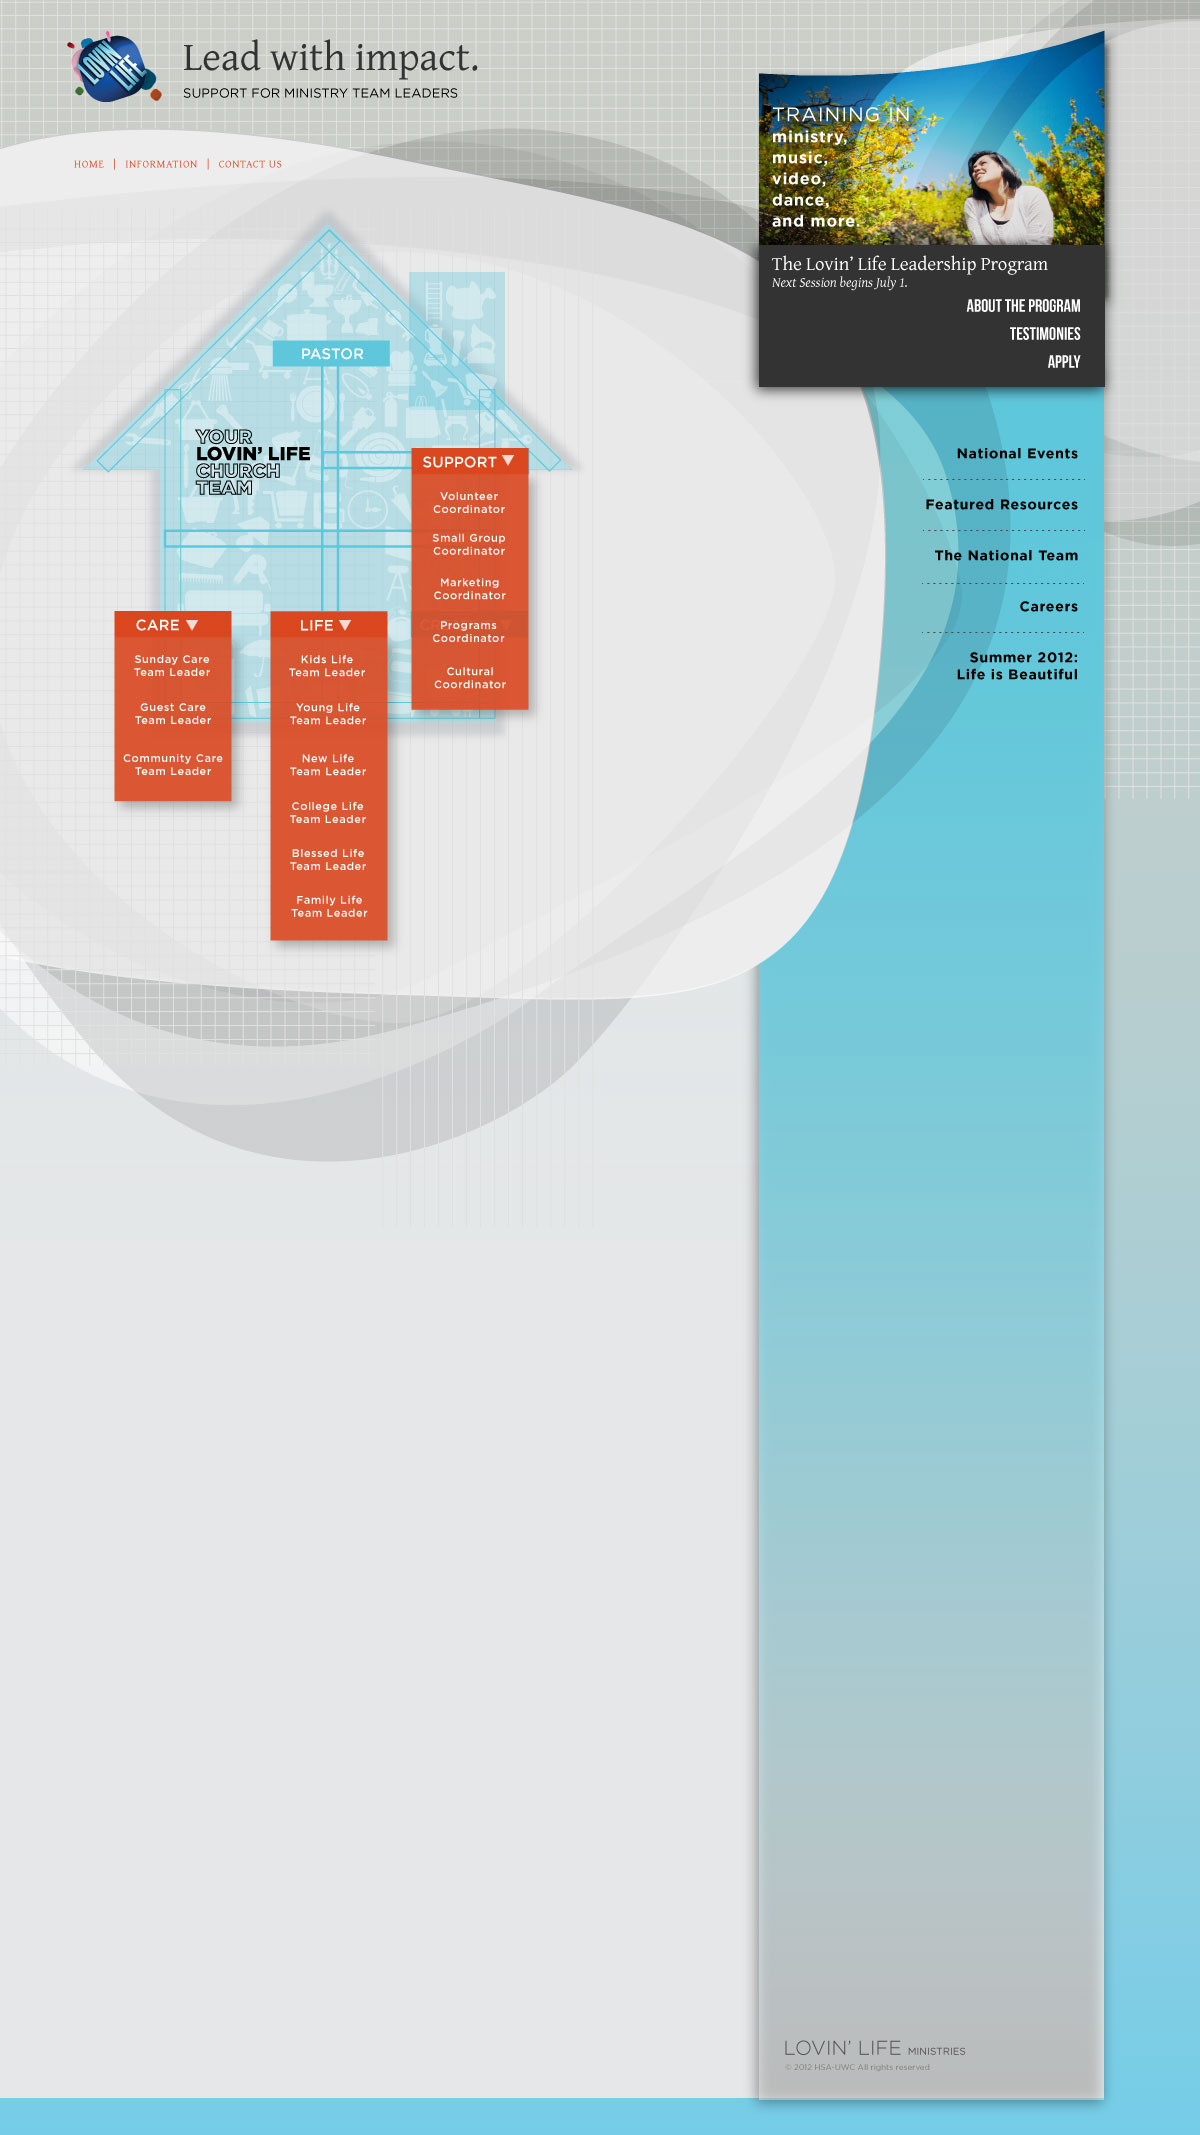 LOVIN LIFE
Lead with impact.
SUPPORT FOR MINISTRY TEAM LEADERS
HOME | INFORMATION | CONTACT US
TRAINING IN
ministry,
music,
video,
dance,
and more.
The Lovin' Life Leadership Program
Next Session begins July 1.
ABOUT THE PROGRAM
TESTIMONIES
APPLY
PASTOR
YOUR
LOVIN' LIFE
CHURCH
TEAM
SUPPORT ▼
Volunteer
Coordinator
Small Group
Coordinator
Marketing
Coordinator
Programs
Coordinator
Cultural
Coordinator
CARE ▼
Sunday Care
Team Leader
Guest Care
Team Leader
Community Care
Team Leader
LIFE ▼
Kids Life
Team Leader
Young Life
Team Leader
New Life
Team Leader
College Life
Team Leader
Blessed Life
Team Leader
Family Life
Team Leader
National Events
Featured Resources
The National Team
Careers
Summer 2012:
Life is Beautiful
LOVIN' LIFE MINISTRIES
© 2012 HSA-UWC All rights reserved